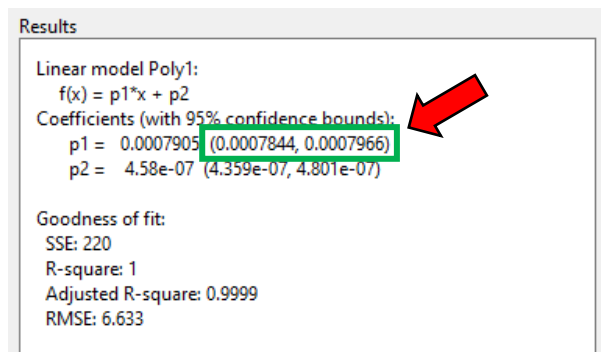 Results
Linear model Poly1:
f(x) = p1*x + p2
Coefficients (with 95% confidence bounds):
p1 = 0.0007905 (0.0007844, 0.0007966)
p2 = 4.58e-07 (4.359e-07, 4.801e-07)
Goodness of fit:
SSE: 220
R-square: 1
Adjusted R-square: 0.9999
RMSE: 6.633